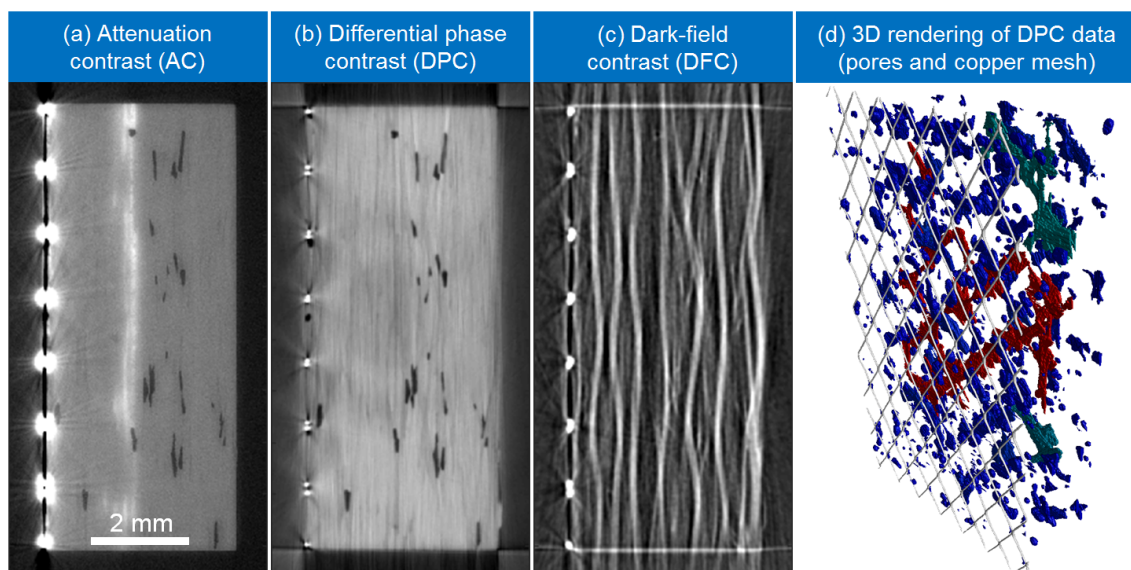 (a) Attenuation
contrast (AC)
(b) Differential phase
contrast (DPC)
(c) Dark-field
contrast (DFC)
(d) 3D rendering of DPC data
(pores and copper mesh)
2 mm